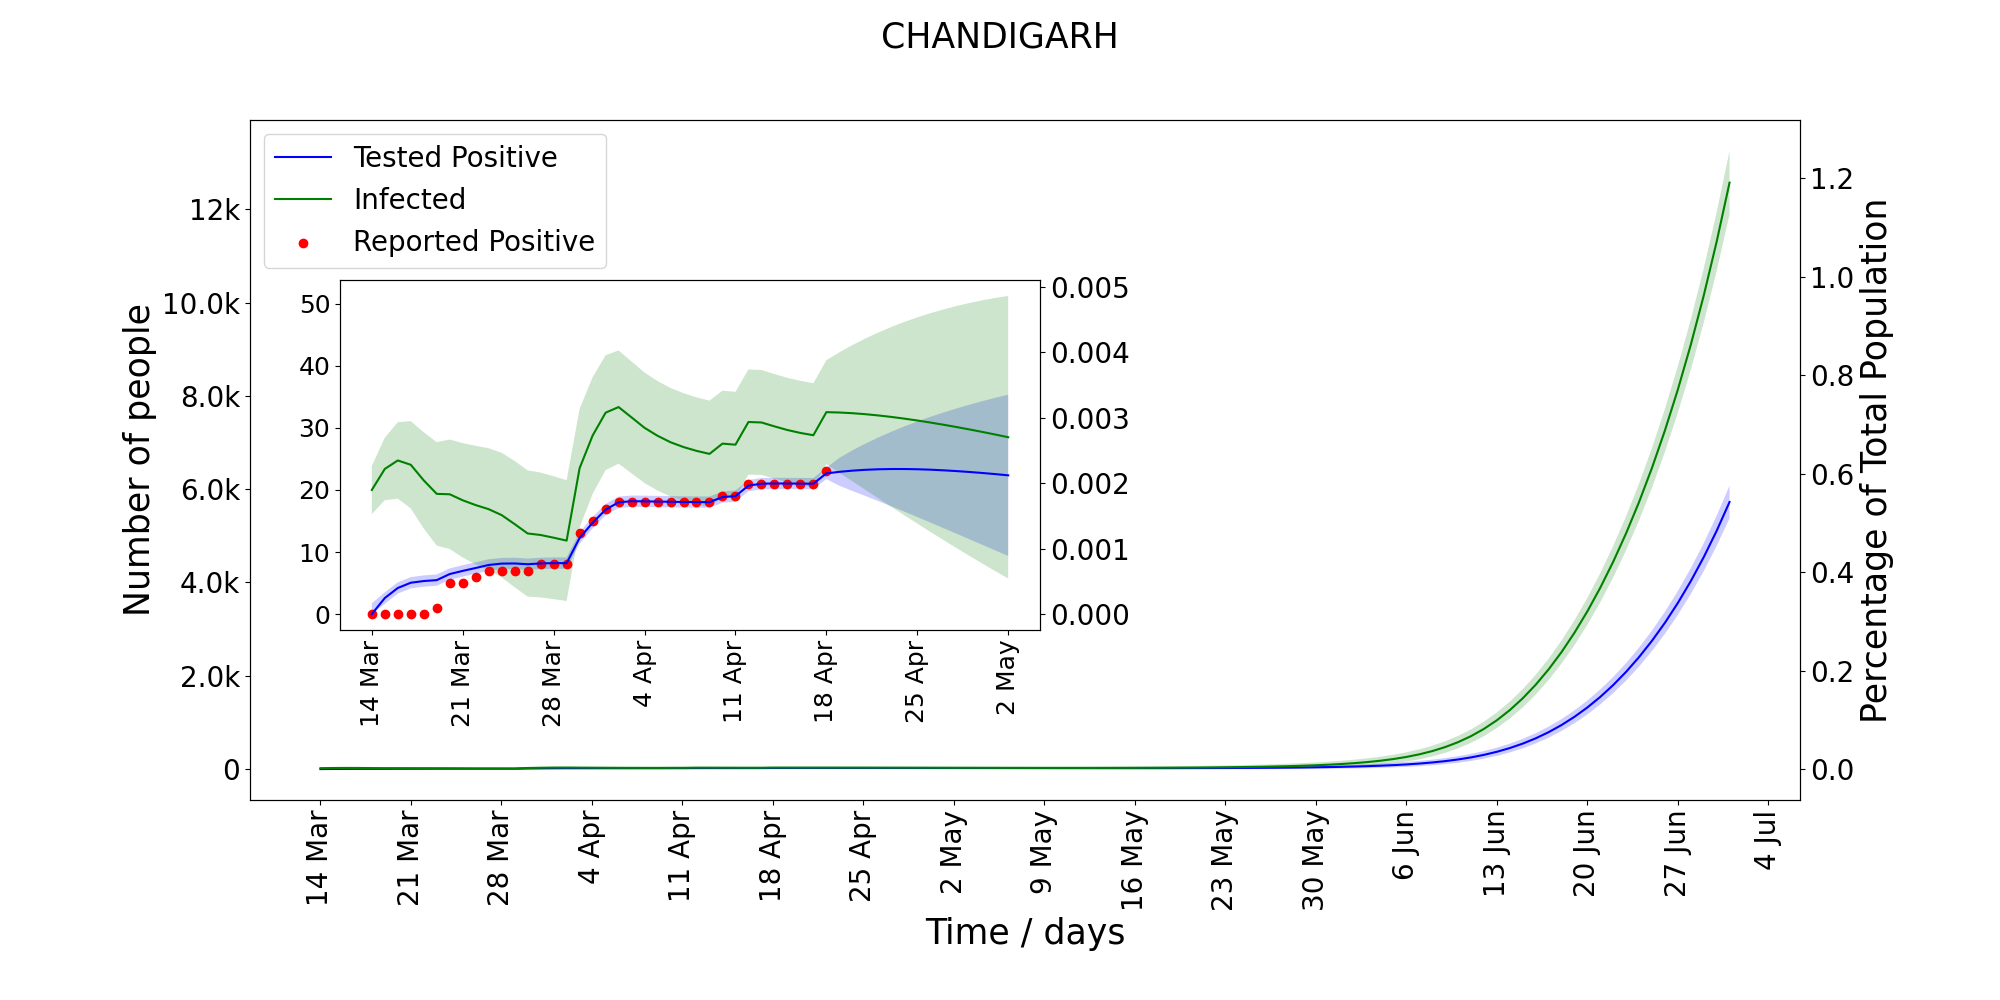 CHANDIGARH
Tested Positive
Infected
Reported Positive
Number of people
12k
10.0k
8.0k
6.0k
4.0k
2.0k
0
50
40
30
20
10
0
0.005
0.004
0.003
0.002
0.001
0.000
14 Mar
21 Mar
28 Mar
4 Apr
11 Apr
18 Apr
25 Apr
2 May
1.2
1.0
0.8
0.6
0.4
0.2
0.0
Percentage of Total Population
14 Mar
21 Mar
28 Mar
4 Apr
11 Apr
18 Apr
25 Apr
2 May
9 May
16 May
23 May
30 May
6 Jun
13 Jun
20 Jun
27 Jun
4 Jul
Time / days